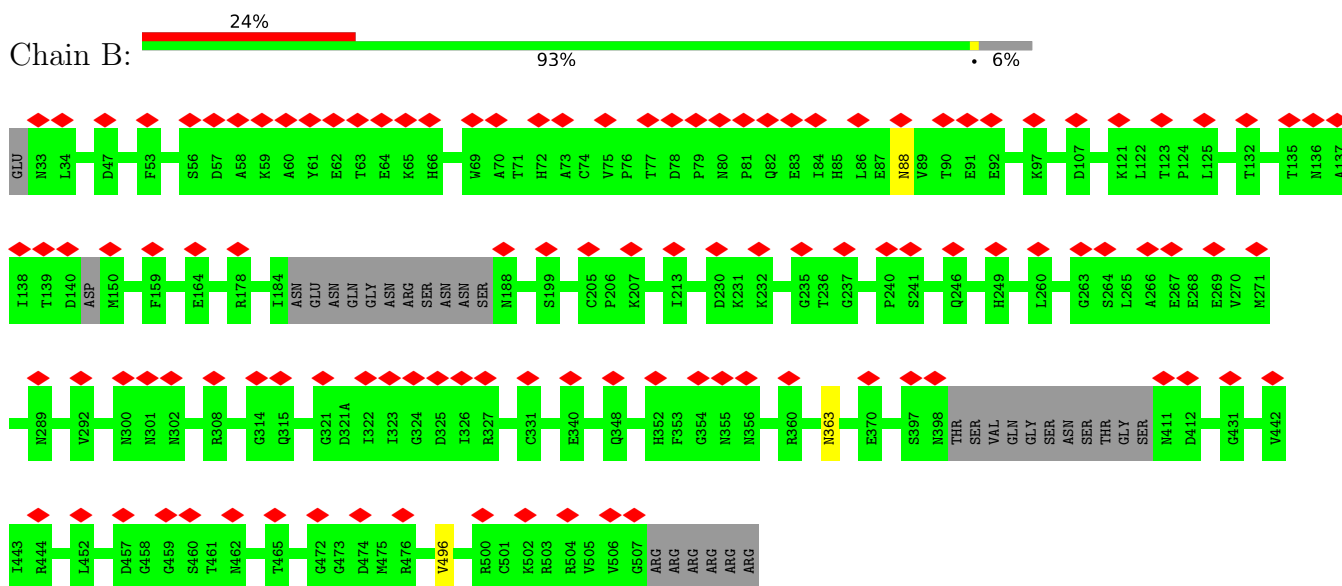 24%
Chain B:
93% • 6%
GLU N33 L34 D47 F53 S56 D57 A58 K59 A60 Y61 E62 T63 E64 K65 H66 W69 A70 T71 H72 A73 C74 V75 P76 T77 D78 P79 N80 P81 Q82 E83 I84 H85 L86 E87 N88 V89 T90 E91 E92 K97 D107 K121 L122 T123 P124 L125 T132 T135 N136 A137
I138 T139 D140 ASP M150 F159 E164 R178 I184 ASN GLU ASN GLN GLY ASN ARG SER ASN ASN SER N188 S199 C205 P206 K207 I213 D230 K231 K232 G235 T236 G237 P240 S241 Q246 H249 L260 G263 S264 L265 A266 E267 E268 E269 V270 M271
N289 V292 N300 N301 N302 R308 G314 Q315 G321 D321A I322 I323 G324 D325 I326 R327 C331 E340 Q348 H352 F353 G354 N355 N356 R360 N363 E370 S397 N398 THR SER VAL GLN GLY SER ASN SER THR GLY SER N411 D412 G431 V442
I443 R444 L452 D457 G458 G459 S460 T461 N462 T465 G472 G473 D474 M475 R476 V496 R500 C501 K502 R503 R504 V505 V506 G507 ARG ARG ARG ARG ARG ARG